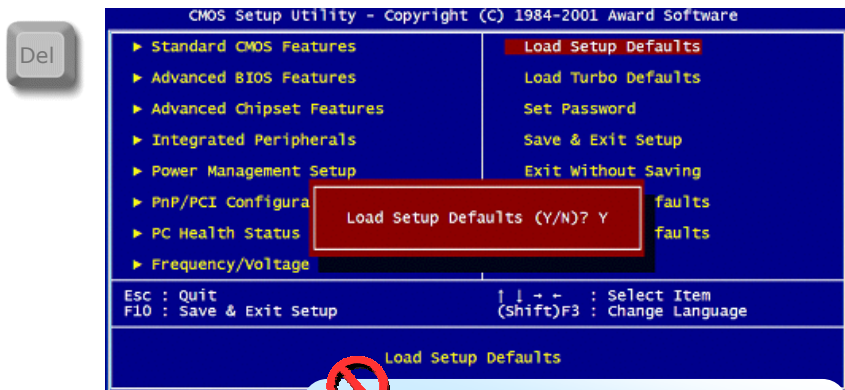 CMOS Setup Utility - Copyright (C) 1984-2001 Award Software
Del
▶ Standard CMOS Features
▶ Advanced BIOS Features
▶ Advanced Chipset Features
▶ Integrated Peripherals
▶ Power Management Setup
▶ PnP/PCI Configura
▶ PC Health Status
▶ Frequency/Voltage
Load Setup Defaults
Load Turbo Defaults
Set Password
Save & Exit Setup
Exit Without Saving
faults
faults
Load Setup Defaults (Y/N)? Y
Esc : Quit
F10 : Save & Exit Setup
↑ ↓ → ← : Select Item
(Shift)F3 : Change Language
Load Setup Defaults